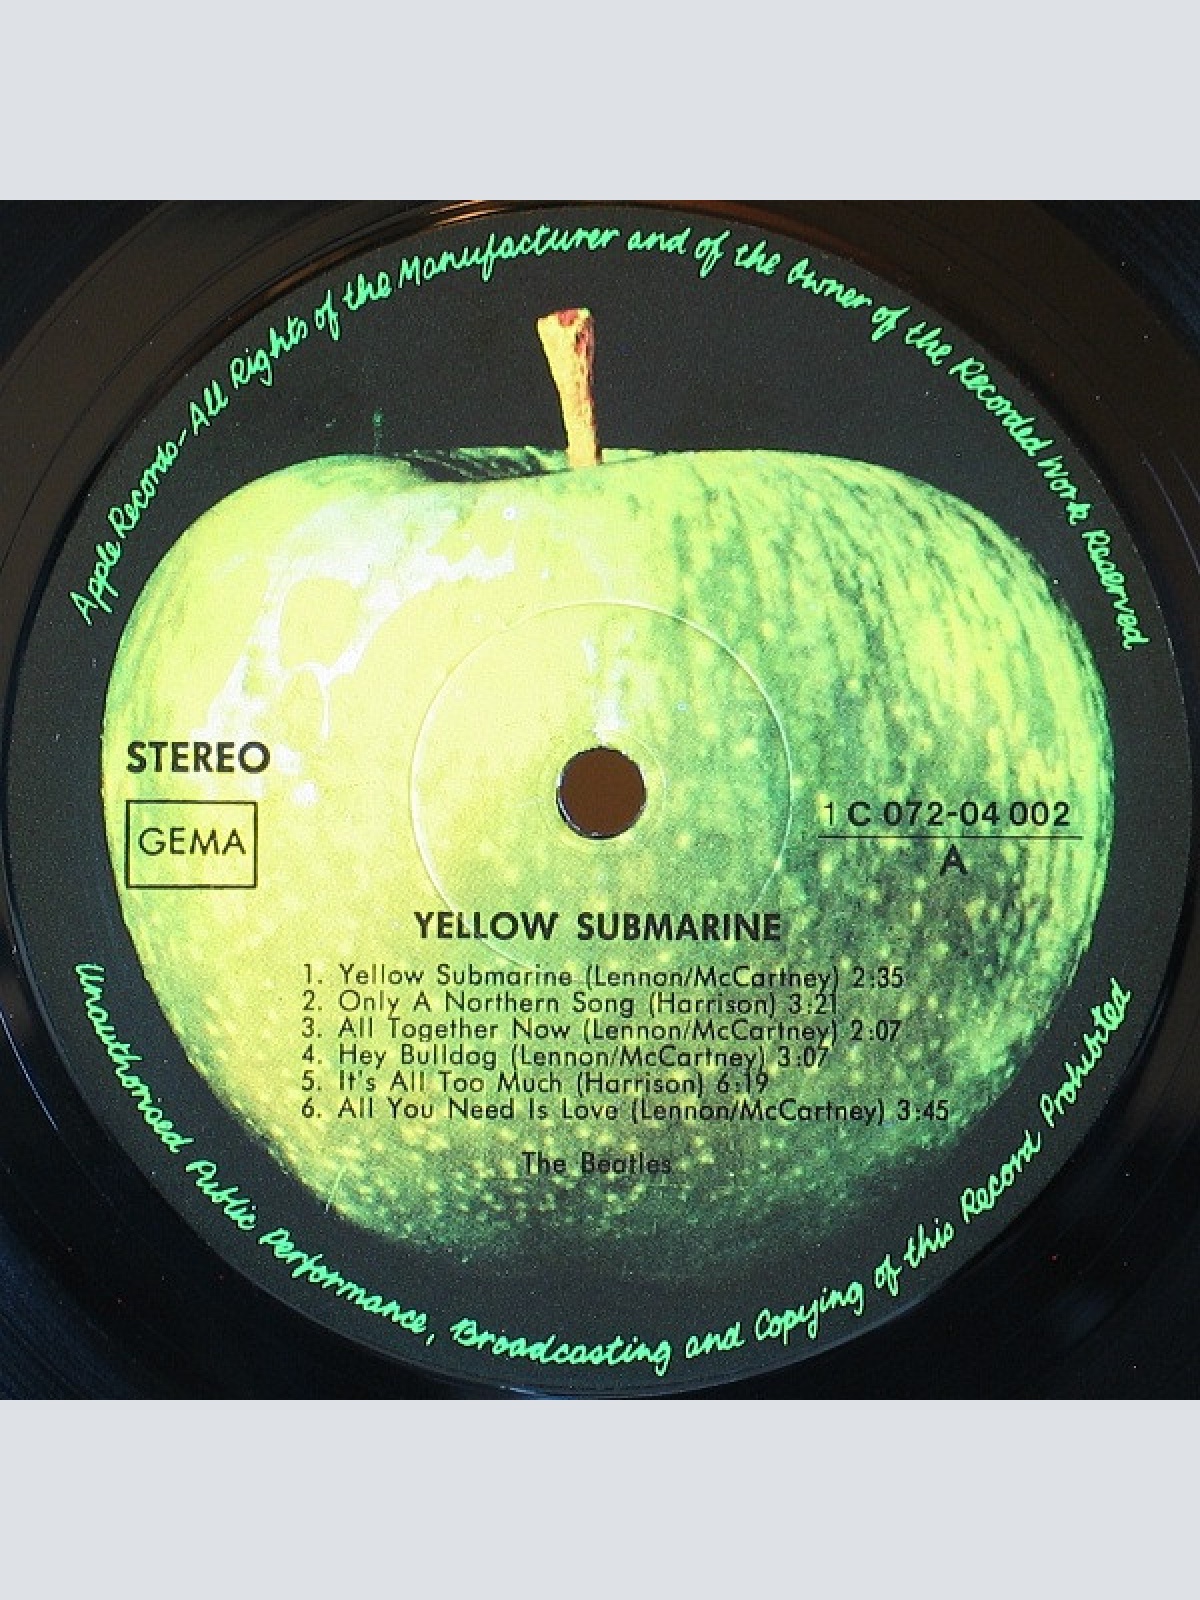 Apple Records-All Rights of the Manufacturer and of the Owner of the Recorded Work Reserved
STEREO
GEMA
1 C 072-04 002
A
YELLOW SUBMARINE
1. Yellow Submarine (Lennon/McCartney) 2:35
2. Only A Northern Song (Harrison) 3:21
3. All Together Now (Lennon/McCartney) 2:07
4. Hey Bulldog (Lennon/McCartney) 3:07
5. It's All Too Much (Harrison) 6:19
6. All You Need Is Love (Lennon/McCartney) 3:45
The Beatles
Unauthorised Public Performance, Broadcasting and Copying of this Record Prohibited